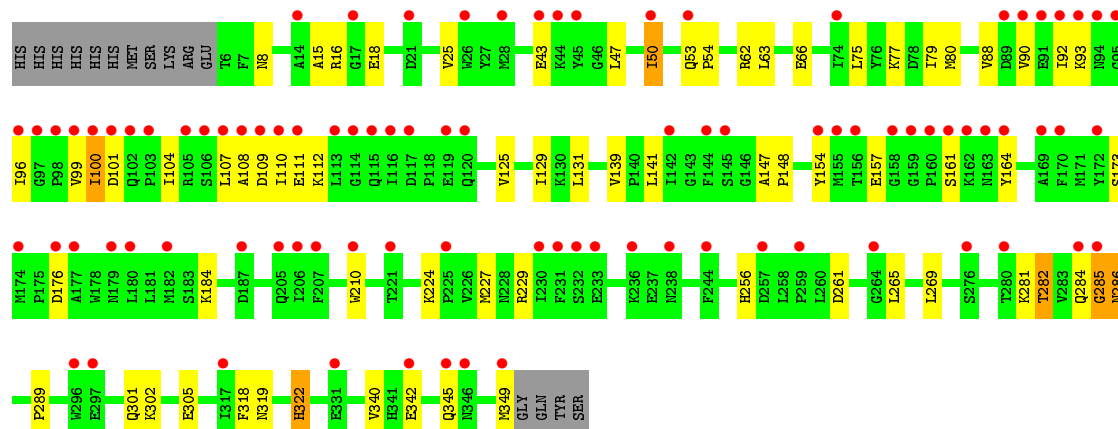 HIS HIS HIS HIS HIS HIS MET SER LYS ARG GLU T6 F7 N8 A14 A15 R16 G17 E18 D21 V25 W26 Y27 M28 E43 K44 Y45 G46 L47 I50 Q53 P54 R62 L63 E66 I74 L75 Y76 K77 D78 I79 M80 V88 D89 V90 E91 I92 K93 N94 G95
I96 G97 P98 V99 I100 D101 Q102 P103 I104 R105 S106 L107 A108 D109 I110 E111 K112 L113 G114 Q115 I116 D117 P118 E119 Q120 V125 I129 K130 L131 V139 P140 L141 I142 G143 F144 S145 G146 A147 P148 Y154 M155 T156 E157 G158 G159 P160 S161 K162 N163 Y164 A169 F170 M171 Y172 S173
M174 P175 D176 A177 W178 N179 L180 L181 M182 S183 K184 D187 Q205 I206 F207 W210 T221 K224 P225 V226 M227 N228 R229 I230 F231 S232 E233 K236 E237 N238 F244 H256 D257 L258 P259 L260 D261 G264 L265 L269 S276 T280 K281 T282 V283 Q284 G285 N286
P289 W296 E297 Q301 K302 E305 I317 F318 N319 H322 E331 V340 H341 E342 Q345 N346 M349 GLY GLN TYR SER